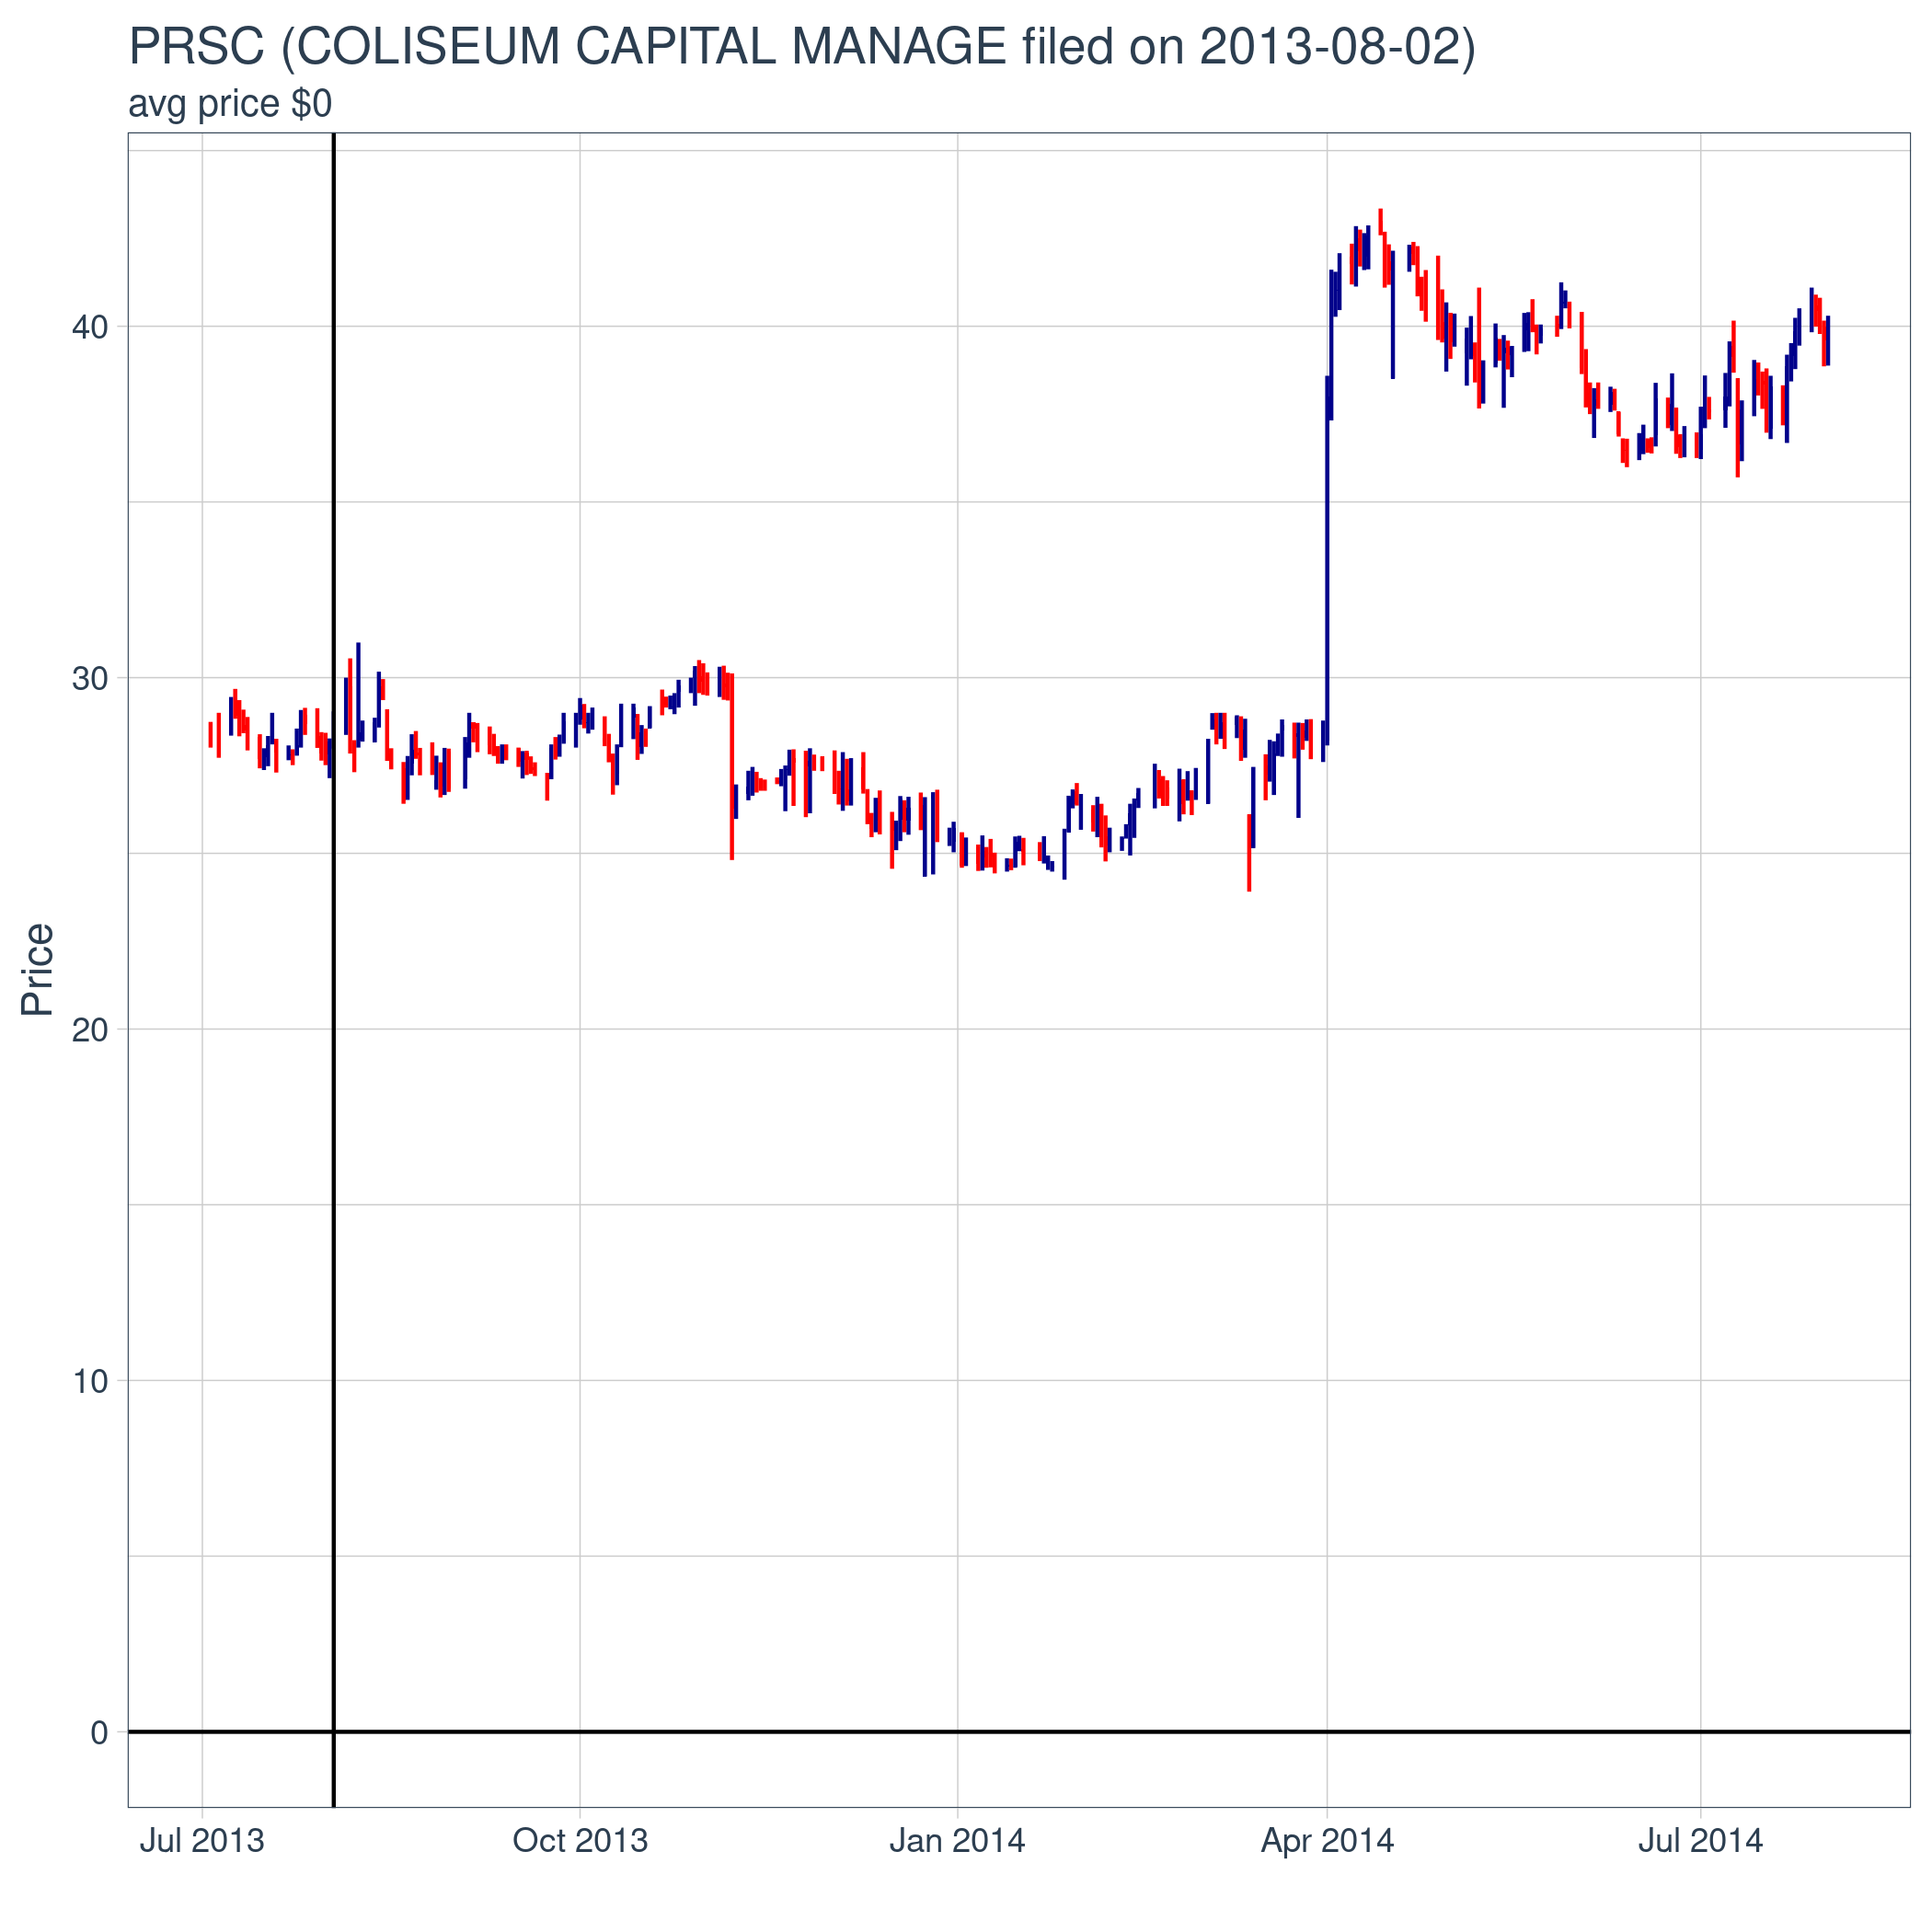 PRSC (COLISEUM CAPITAL MANAGE filed on 2013-08-02)
avg price $0
40
30
20
10
0
Price
Jul 2013 Oct 2013 Jan 2014 Apr 2014 Jul 2014